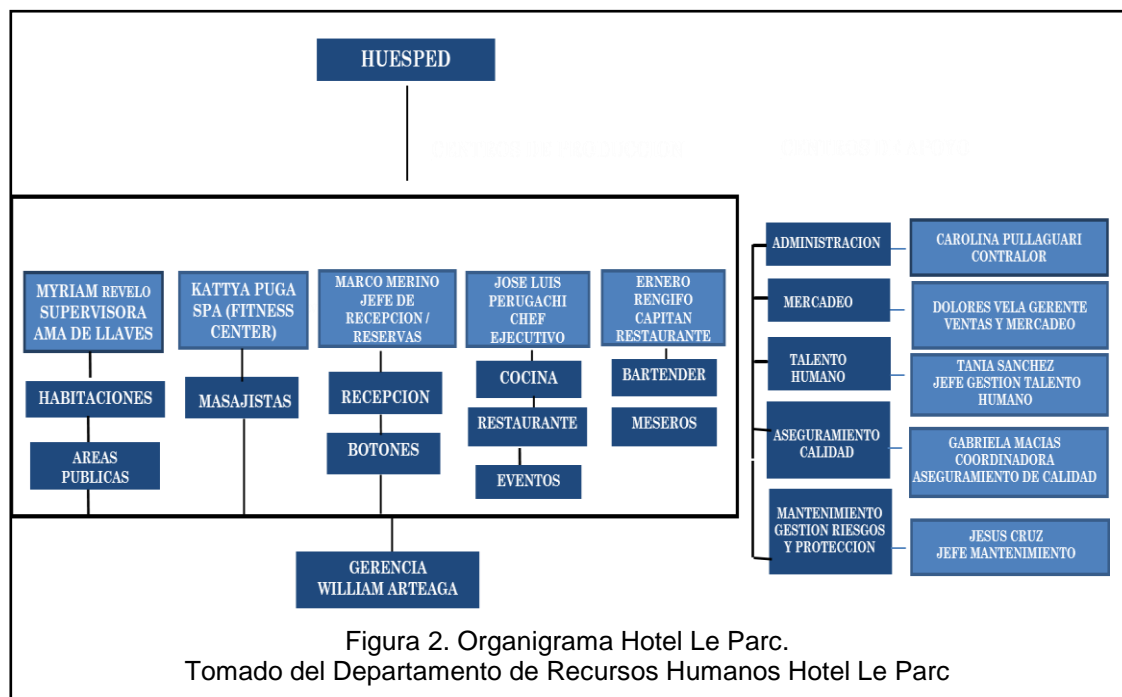 HUESPED
MYRIAM REVELO
SUPERVISORA
AMA DE LLAVES
HABITACIONES
AREAS
PUBLICAS
KATTYA PUGA
SPA (FITNESS
CENTER)
MASAJISTAS
MARCO MERINO
JEFE DE
RECEPCION /
RESERVAS
RECEPCION
BOTONES
JOSE LUIS
PERUGACHI
CHEF
EJECUTIVO
COCINA
RESTAURANTE
EVENTOS
ERNERO
RENGIFO
CAPITAN
RESTAURANTE
BARTENDER
MESEROS
GERENCIA
WILLIAM ARTEAGA
ADMINISTRACION
CAROLINA PULLAGUARI
CONTRALOR
MERCADEO
DOLORES VELA GERENTE
VENTAS Y MERCADEO
TALENTO
HUMANO
TANIA SANCHEZ
JEFE GESTION TALENTO
HUMANO
ASEGURAMIENTO
CALIDAD
GABRIELA MACIAS
COORDINADORA
ASEGURAMIENTO DE CALIDAD
MANTENIMIENTO
GESTION RIESGOS
Y PROTECCION
JESUS CRUZ
JEFE MANTENIMIENTO
Figura 2. Organigrama Hotel Le Parc.
Tomado del Departamento de Recursos Humanos Hotel Le Parc